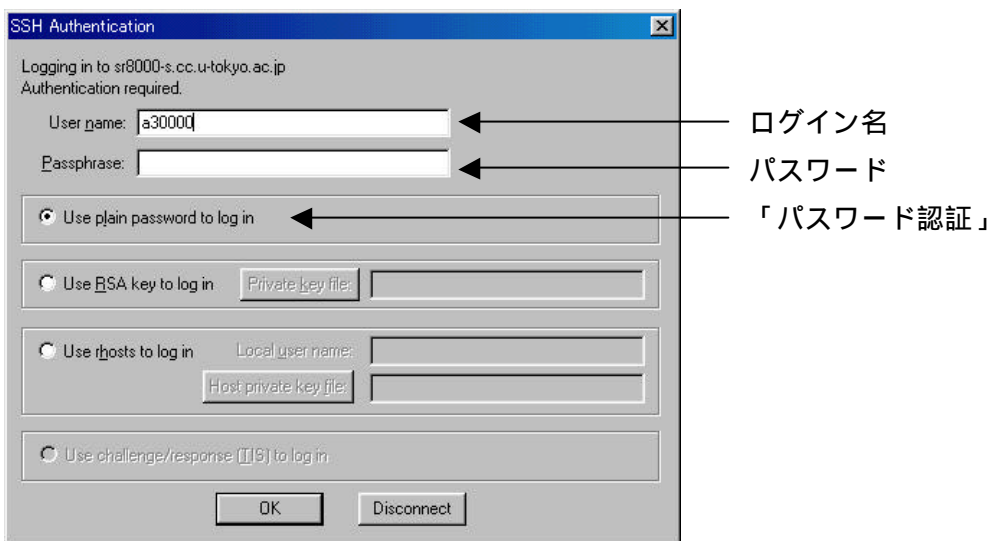 SSH Authentication
Logging in to sr8000-s.cc.u-tokyo.ac.jp
Authentication required.
User name: a30000
ログイン名
Passphrase:
パスワード
Use plain password to log in
「パスワード認証」
Use RSA key to log in Private key file:
Use rhosts to log in Local user name:
Host private key file:
Use challenge/response (TIS) to log in
OK Disconnect